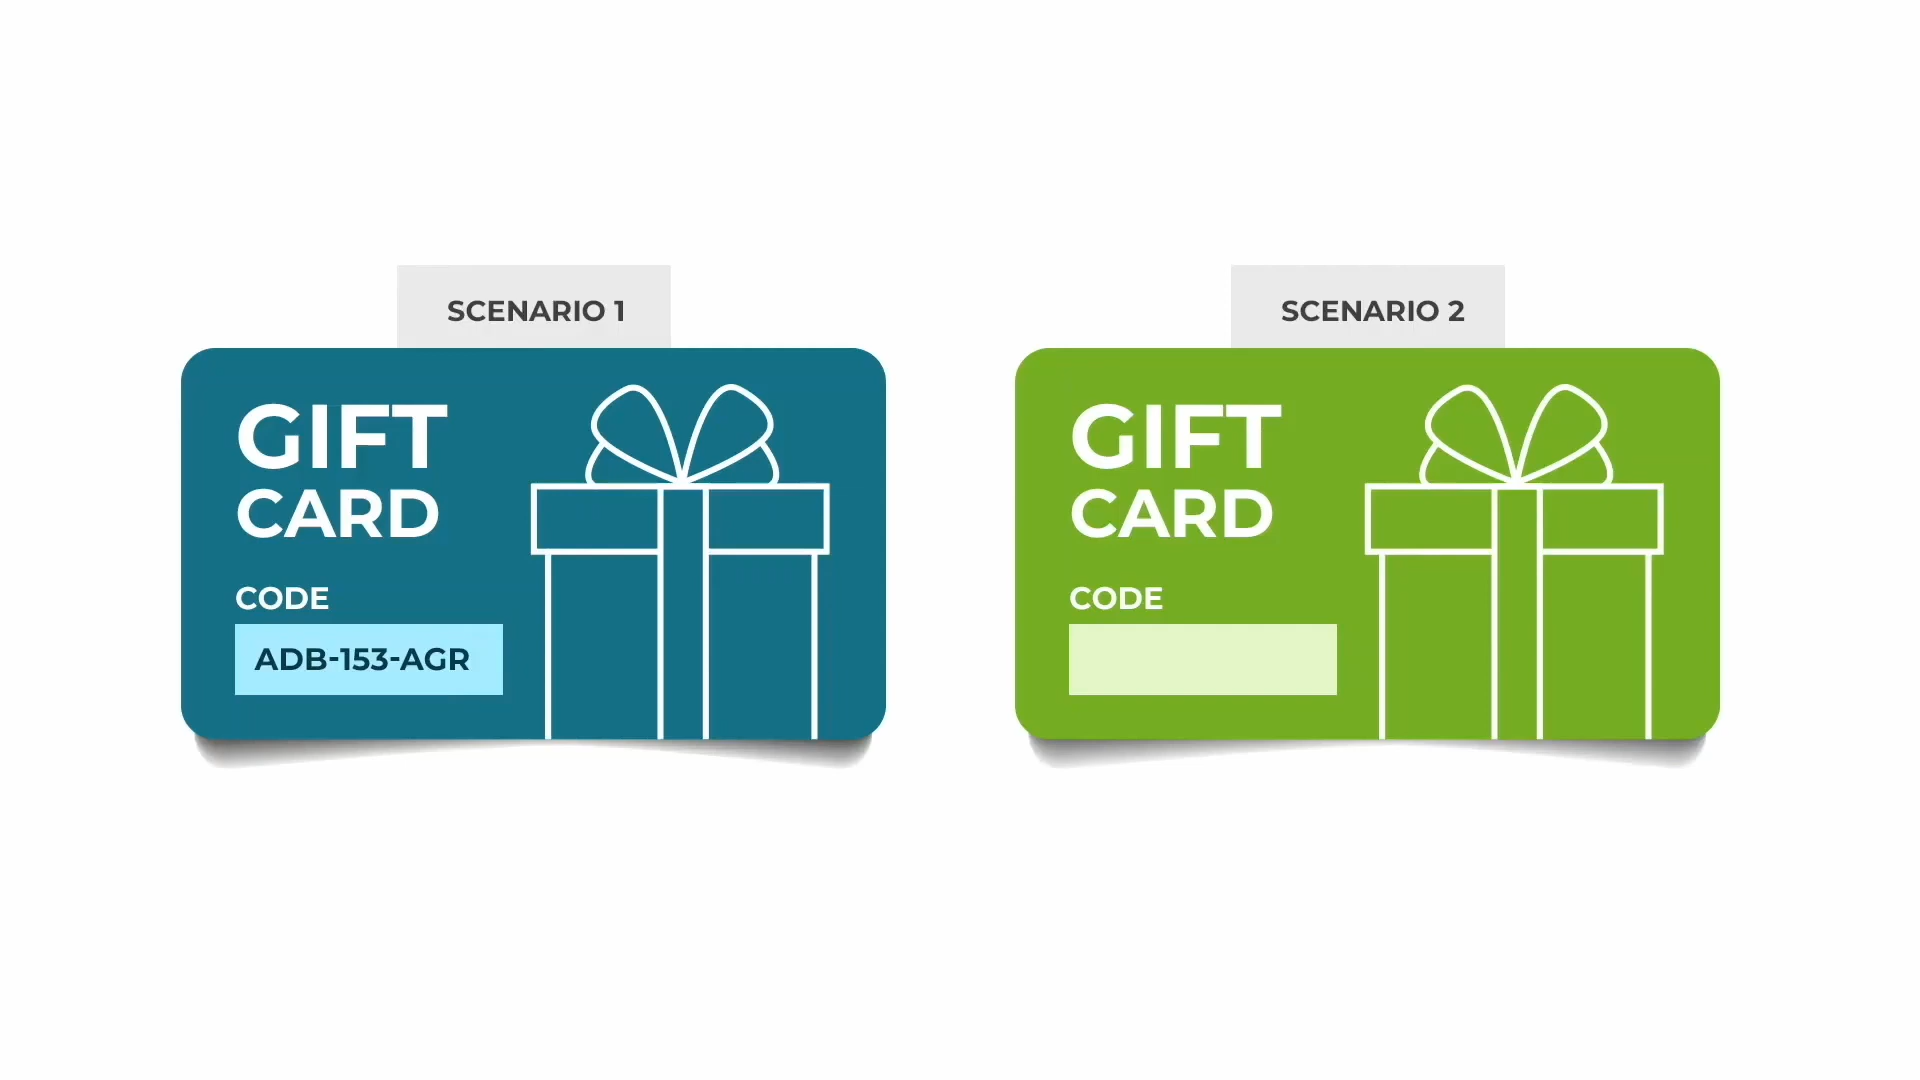 SCENARIO 1
GIFT
CARD
CODE
ADB-153-AGR
SCENARIO 2
GIFT
CARD
CODE